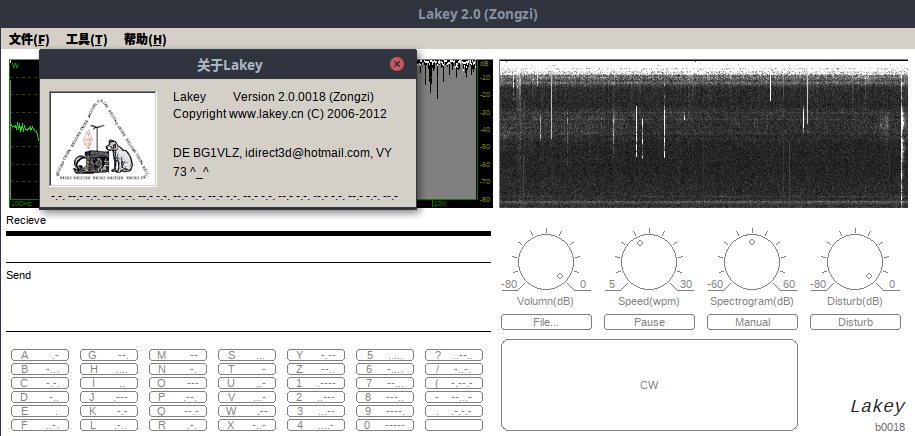 Lakey 2.0 (Zongzi)
文件(F) 工具(T) 帮助(H)
关于Lakey
Lakey Version 2.0.0018 (Zongzi)
Copyright www.lakey.cn (C) 2006-2012
DE BG1VLZ, idirect3d@hotmail.com, VY
73 ^_^
W
dB
-10
-20
-30
-40
-50
-60
-70
-80
100Hz 10K
Recieve
Send
-80 0 5 30 -60 60 -80 0
Volumn(dB) Speed(wpm) Spectrogram(dB) Disturb(dB)
File... Pause Manual Disturb
A .- G --. M -- S ... Y -.-- 5 ..... ? ..--..
B -... H .... N -. T - Z --.. 6 -.... / -..-.
C -.-. I .. O --- U ..- 1 .---- 7 --... ( -.--.-
D -.. J .--- P .--. V ...- 2 ..--- 8 ---.. - --...-
E . K -.- Q --.- W .-- 3 ...-- 9 ----. . .-.-.-
F ..-. L .-.. R .-. X -..- 4 ....- 0 -----
CW
Lakey
b0018